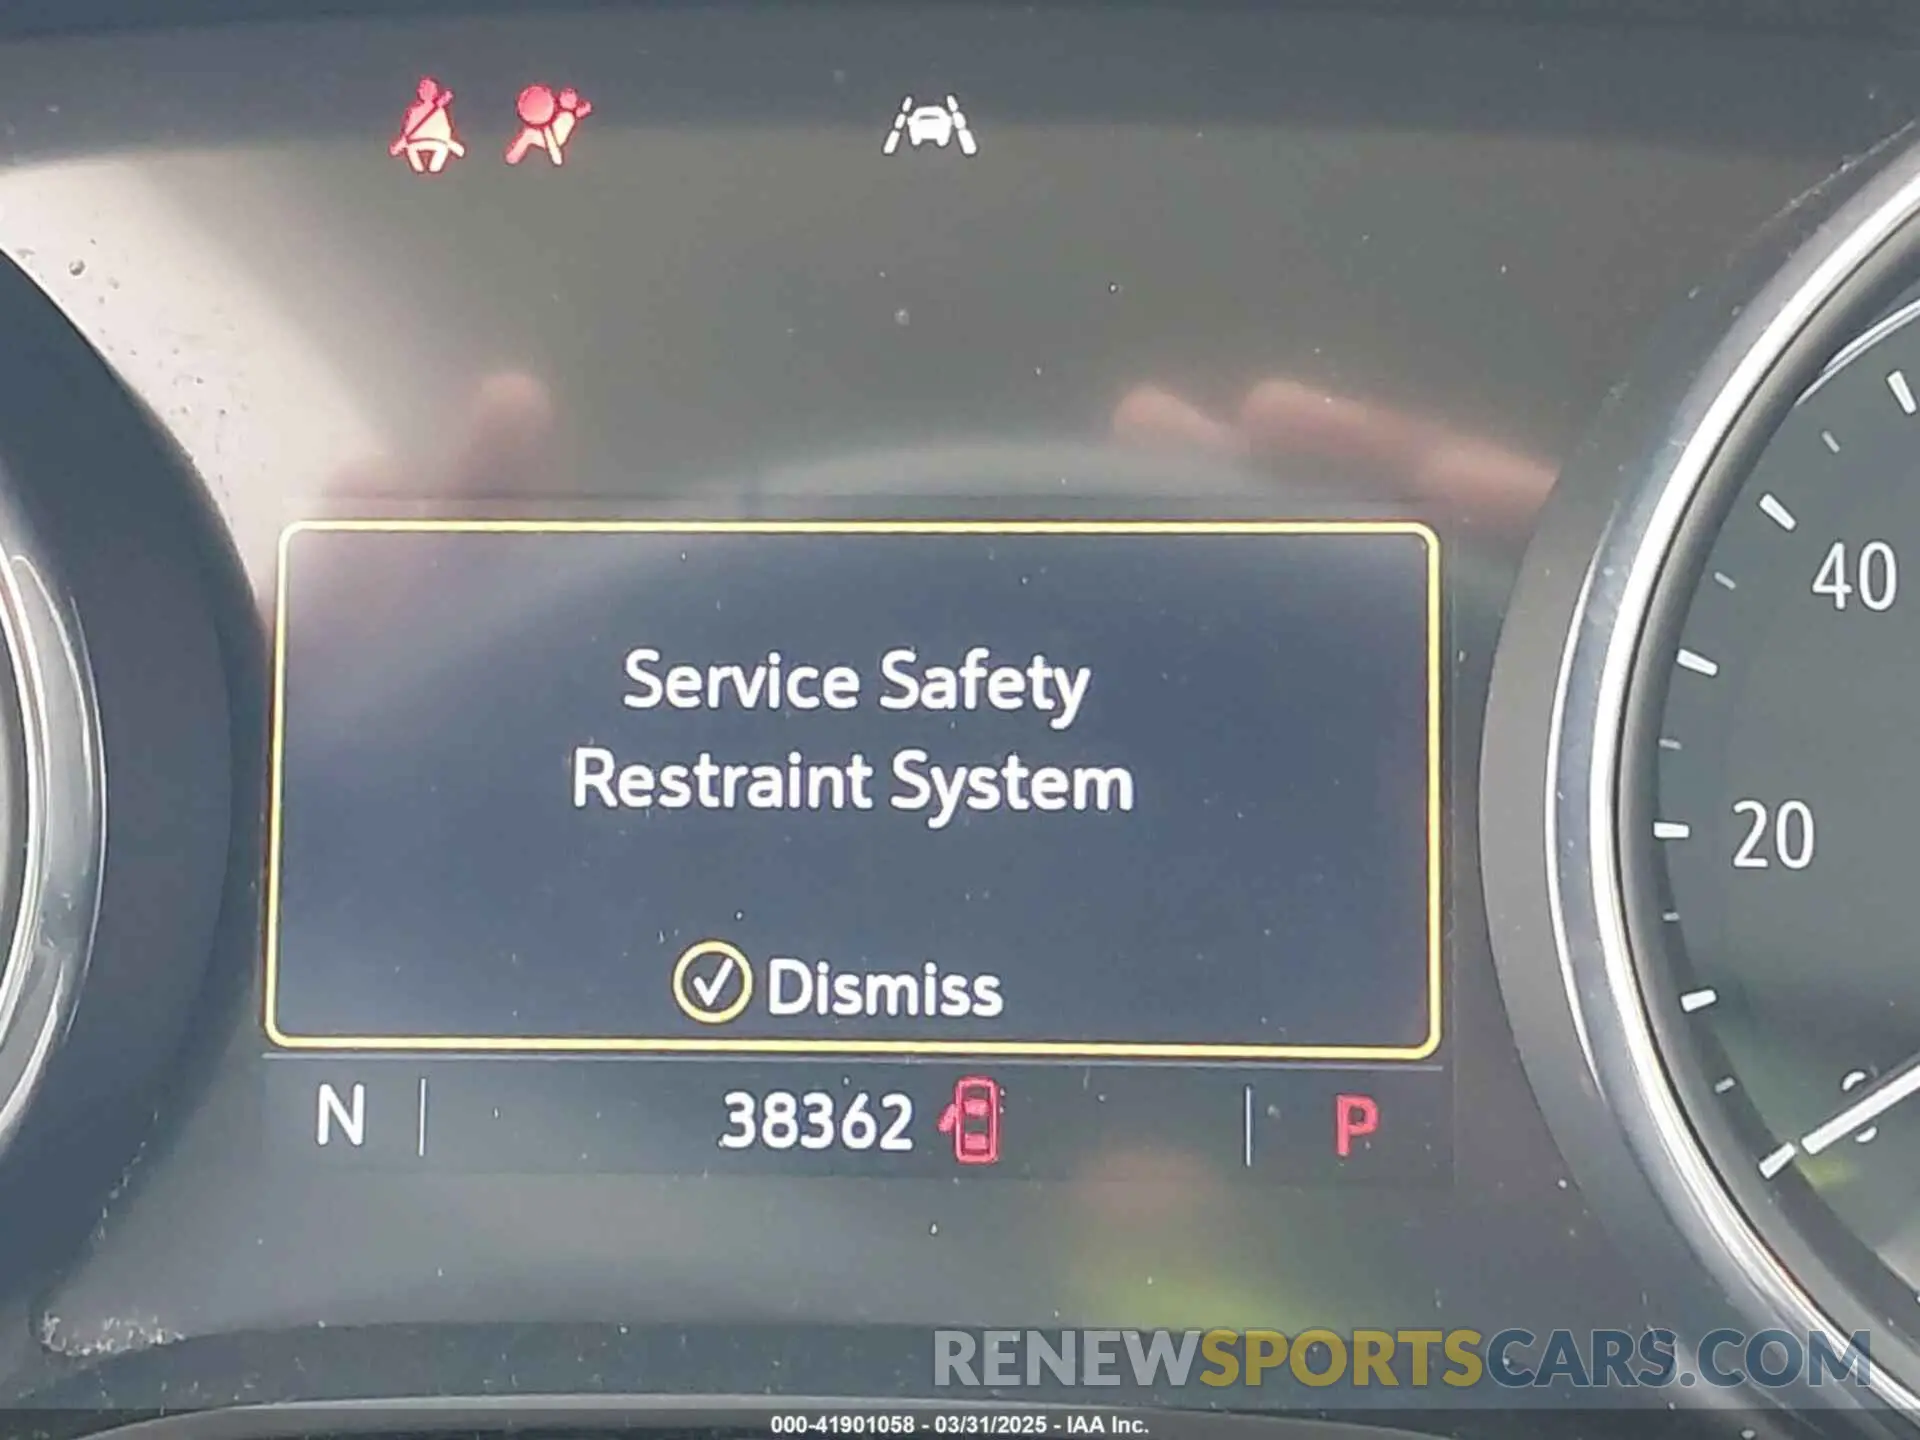 40
Service Safety
Restraint System
20
Dismiss
N 38362 P
RENEWSPORTSCARS.COM
000-41901058 - 03/31/2025 - IAA Inc.